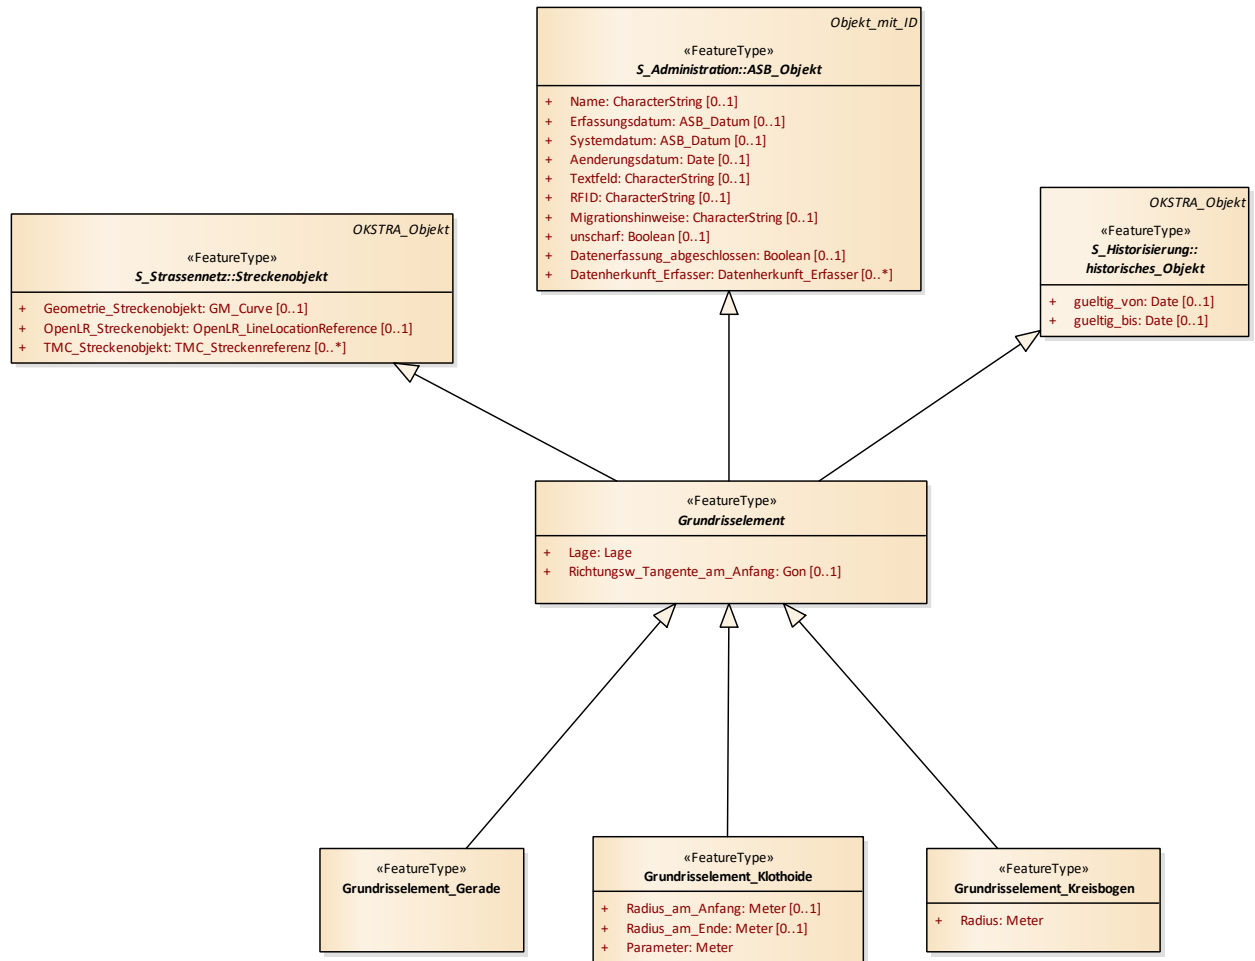 Objekt_mit_ID
«FeatureType»
S_Administration::ASB_Objekt
+ Name: CharacterString [0..1]
+ Erfassungsdatum: ASB_Datum [0..1]
+ Systemdatum: ASB_Datum [0..1]
+ Aenderungsdatum: Date [0..1]
+ Textfeld: CharacterString [0..1]
+ RFID: CharacterString [0..1]
+ Migrationshinweise: CharacterString [0..1]
+ unscharf: Boolean [0..1]
+ Datenerfassung_abgeschlossen: Boolean [0..1]
+ Datenherkunft_Erfasser: Datenherkunft_Erfasser [0..*]
OKSTRA_Objekt
«FeatureType»
S_Strassennetz::Streckenobjekt
+ Geometrie_Streckenobjekt: GM_Curve [0..1]
+ OpenLR_Streckenobjekt: OpenLR_LineLocationReference [0..1]
+ TMC_Streckenobjekt: TMC_Streckenreferenz [0..*]
OKSTRA_Objekt
«FeatureType»
S_Historisierung::
historisches_Objekt
+ gueltig_von: Date [0..1]
+ gueltig_bis: Date [0..1]
«FeatureType»
Grundrisselement
+ Lage: Lage
+ Richtungsw_Tangente_am_Anfang: Gon [0..1]
«FeatureType»
Grundrisselement_Gerade
«FeatureType»
Grundrisselement_Klothoide
+ Radius_am_Anfang: Meter [0..1]
+ Radius_am_Ende: Meter [0..1]
+ Parameter: Meter
«FeatureType»
Grundrisselement_Kreisbogen
+ Radius: Meter